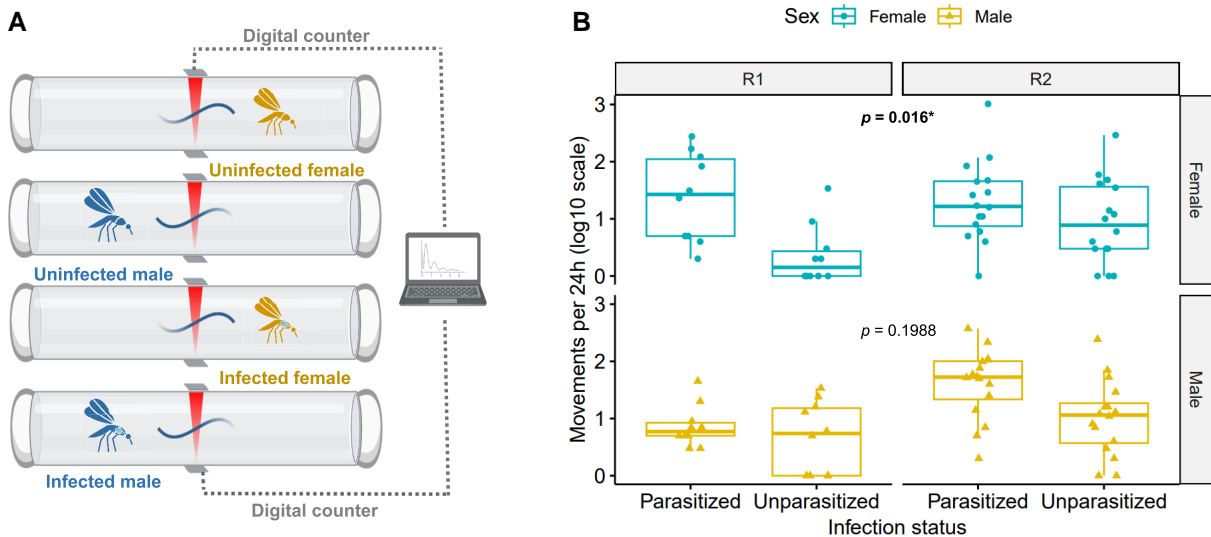 A
Digital counter
Uninfected female
Uninfected male
Infected female
Infected male
Digital counter
B
Sex Female Male
R1 R2
Movements per 24h (log10 scale)
3
2
1
0
p = 0.016*
Female
3
2
1
0
p = 0.1988
Male
Parasitized Unparasitized Parasitized Unparasitized
Infection status